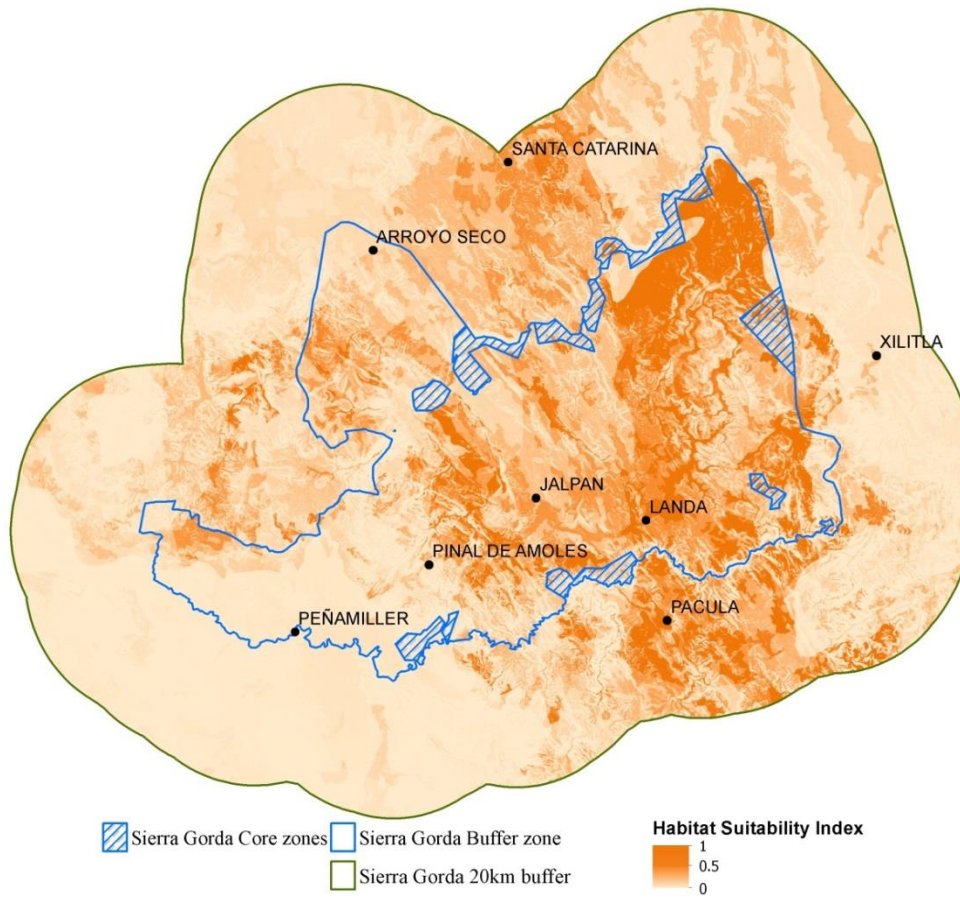 SANTA CATARINA
ARROYO SECO
XILITLA
JALPAN
LANDA
PINAL DE AMOLES
PACULA
PEÑAMILLER
Sierra Gorda Core zones
Sierra Gorda Buffer zone
Sierra Gorda 20km buffer
Habitat Suitability Index
1
0.5
0